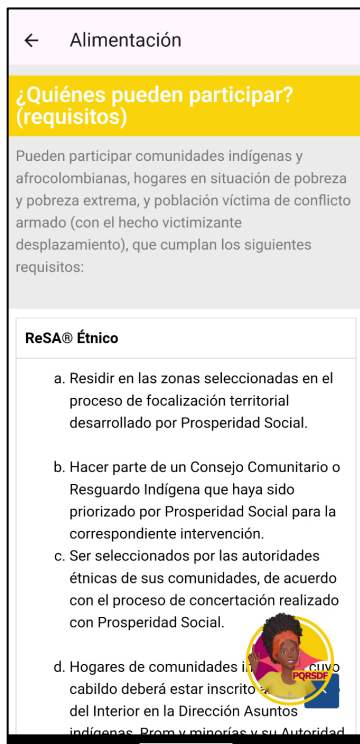 ← Alimentación
¿Quiénes pueden participar?
(requisitos)
Pueden participar comunidades indígenas y
afrocolombianas, hogares en situación de pobreza
y pobreza extrema, y población víctima de conflicto
armado (con el hecho victimizante
desplazamiento), que cumplan los siguientes
requisitos:
ReSA® Étnico
a. Residir en las zonas seleccionadas en el
proceso de focalización territorial
desarrollado por Prosperidad Social.
b. Hacer parte de un Consejo Comunitario o
Resguardo Indígena que haya sido
priorizado por Prosperidad Social para la
correspondiente intervención.
c. Ser seleccionados por las autoridades
étnicas de sus comunidades, de acuerdo
con el proceso de concertación realizado
con Prosperidad Social.
d. Hogares de comunidades cuyo
PQRSDF
cabildo deberá estar inscrito
del Interior en la Dirección Asuntos
indígenas, Prom y minorías y su Autoridad